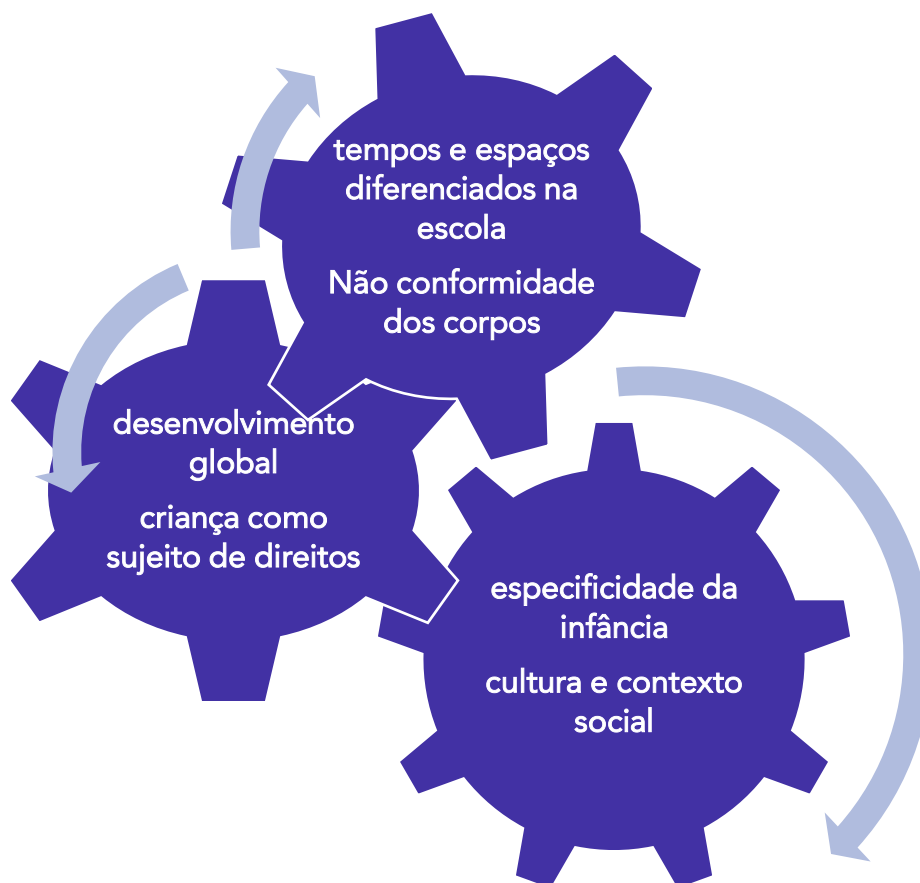 tempos e espaços
diferenciados na
escola
Não conformidade
dos corpos
desenvolvimento
global
criança como
sujeito de direitos
especificidade da
infância
cultura e contexto
social